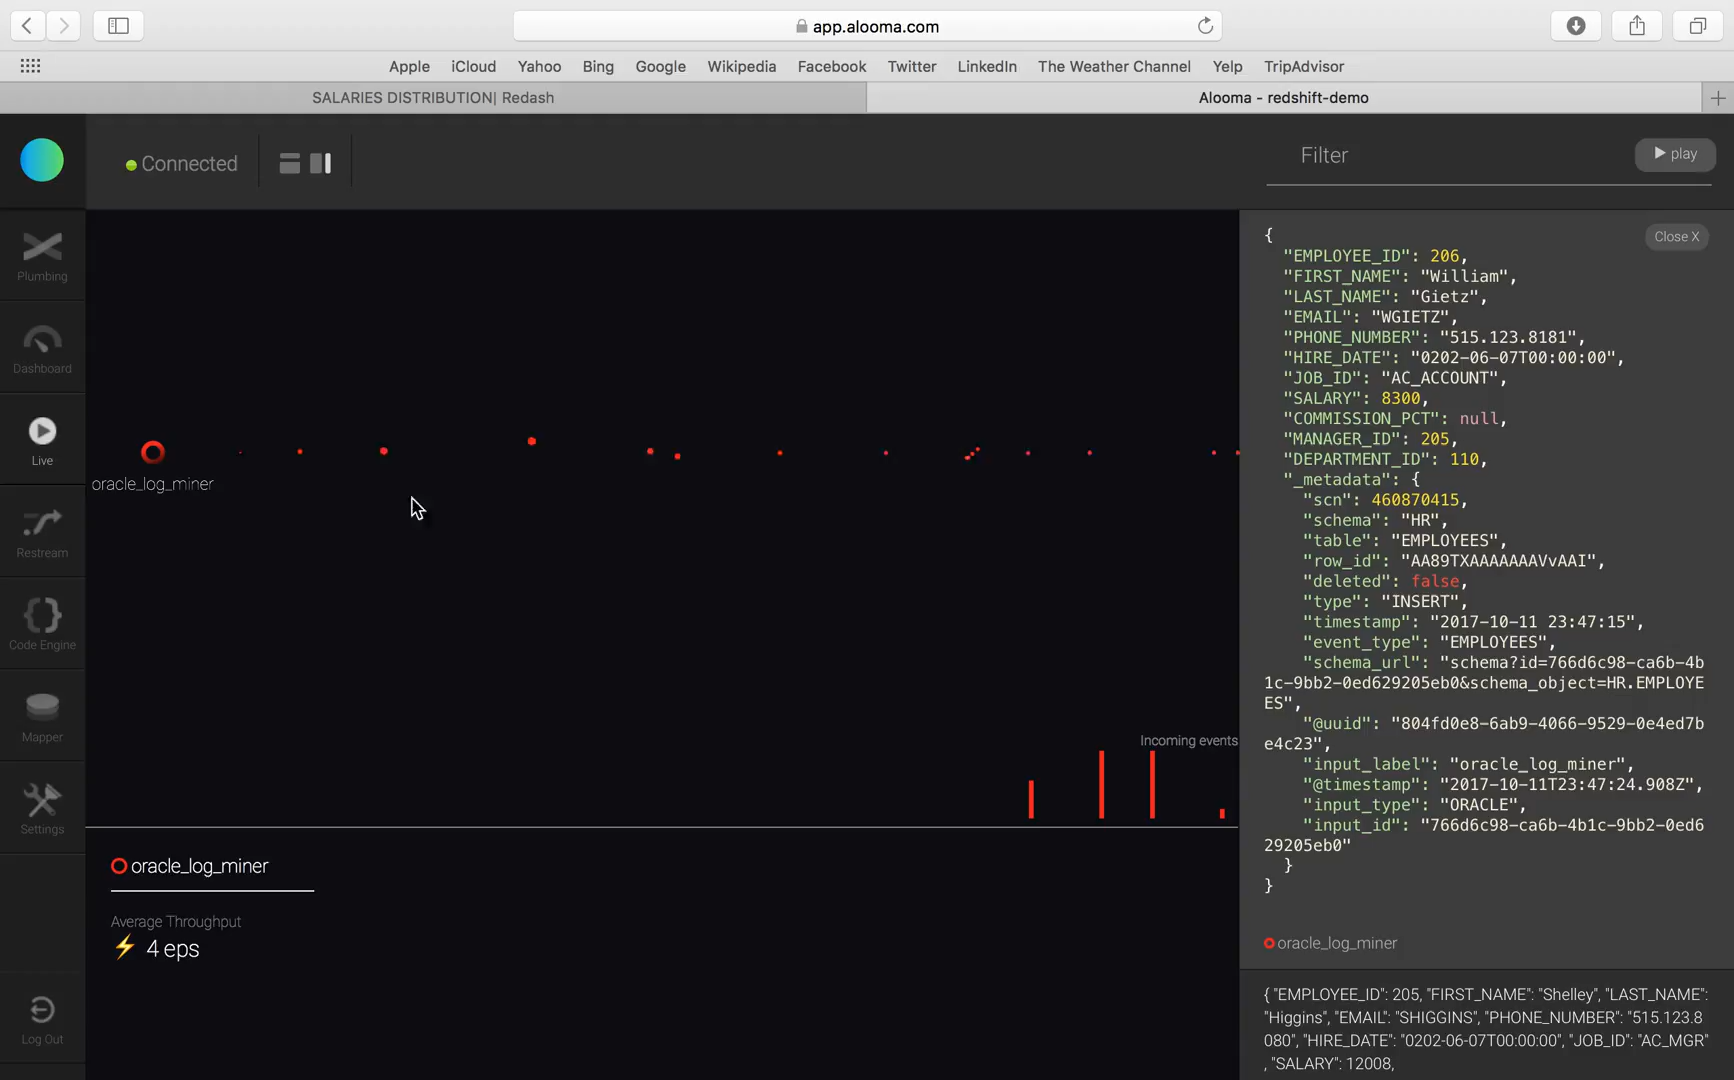 app.alooma.com
Apple iCloud Yahoo Bing Google Wikipedia Facebook Twitter LinkedIn The Weather Channel Yelp TripAdvisor
SALARIES DISTRIBUTION| Redash
Alooma - redshift-demo
Connected
Filter
play
Plumbing
Dashboard
Live
Restream
Code Engine
Mapper
Settings
Log Out
oracle_log_miner
Incoming events
oracle_log_miner
Average Throughput
4 eps
Close X
{
"EMPLOYEE_ID": 206,
"FIRST_NAME": "William",
"LAST_NAME": "Gietz",
"EMAIL": "WGIETZ",
"PHONE_NUMBER": "515.123.8181",
"HIRE_DATE": "0202-06-07T00:00:00",
"JOB_ID": "AC_ACCOUNT",
"SALARY": 8300,
"COMMISSION_PCT": null,
"MANAGER_ID": 205,
"DEPARTMENT_ID": 110,
"_metadata": {
"scn": 460870415,
"schema": "HR",
"table": "EMPLOYEES",
"row_id": "AA89TXAAAAAAAVvAAI",
"deleted": false,
"type": "INSERT",
"timestamp": "2017-10-11 23:47:15",
"event_type": "EMPLOYEES",
"schema_url": "schema?id=766d6c98-ca6b-4b
1c-9bb2-0ed629205eb0&schema_object=HR.EMPLOYE
ES",
"@uuid": "804fd0e8-6ab9-4066-9529-0e4ed7b
e4c23",
"input_label": "oracle_log_miner",
"@timestamp": "2017-10-11T23:47:24.908Z",
"input_type": "ORACLE",
"input_id": "766d6c98-ca6b-4b1c-9bb2-0ed6
29205eb0"
}
}
oracle_log_miner
{ "EMPLOYEE_ID": 205, "FIRST_NAME": "Shelley", "LAST_NAME":
"Higgins", "EMAIL": "SHIGGINS", "PHONE_NUMBER": "515.123.8
080", "HIRE_DATE": "0202-06-07T00:00:00", "JOB_ID": "AC_MGR"
, "SALARY": 12008,